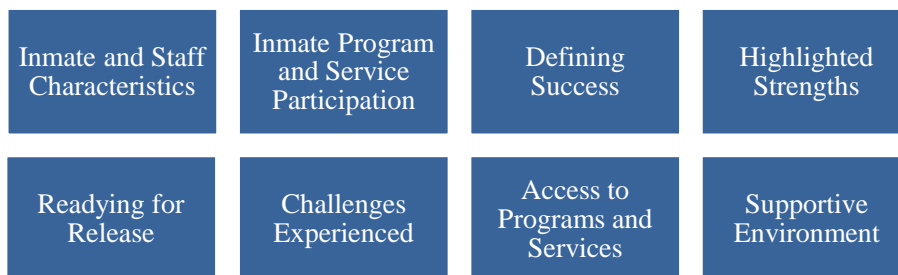 Inmate and Staff
Characteristics
Inmate Program
and Service
Participation
Defining
Success
Highlighted
Strengths
Readying for
Release
Challenges
Experienced
Access to
Programs and
Services
Supportive
Environment